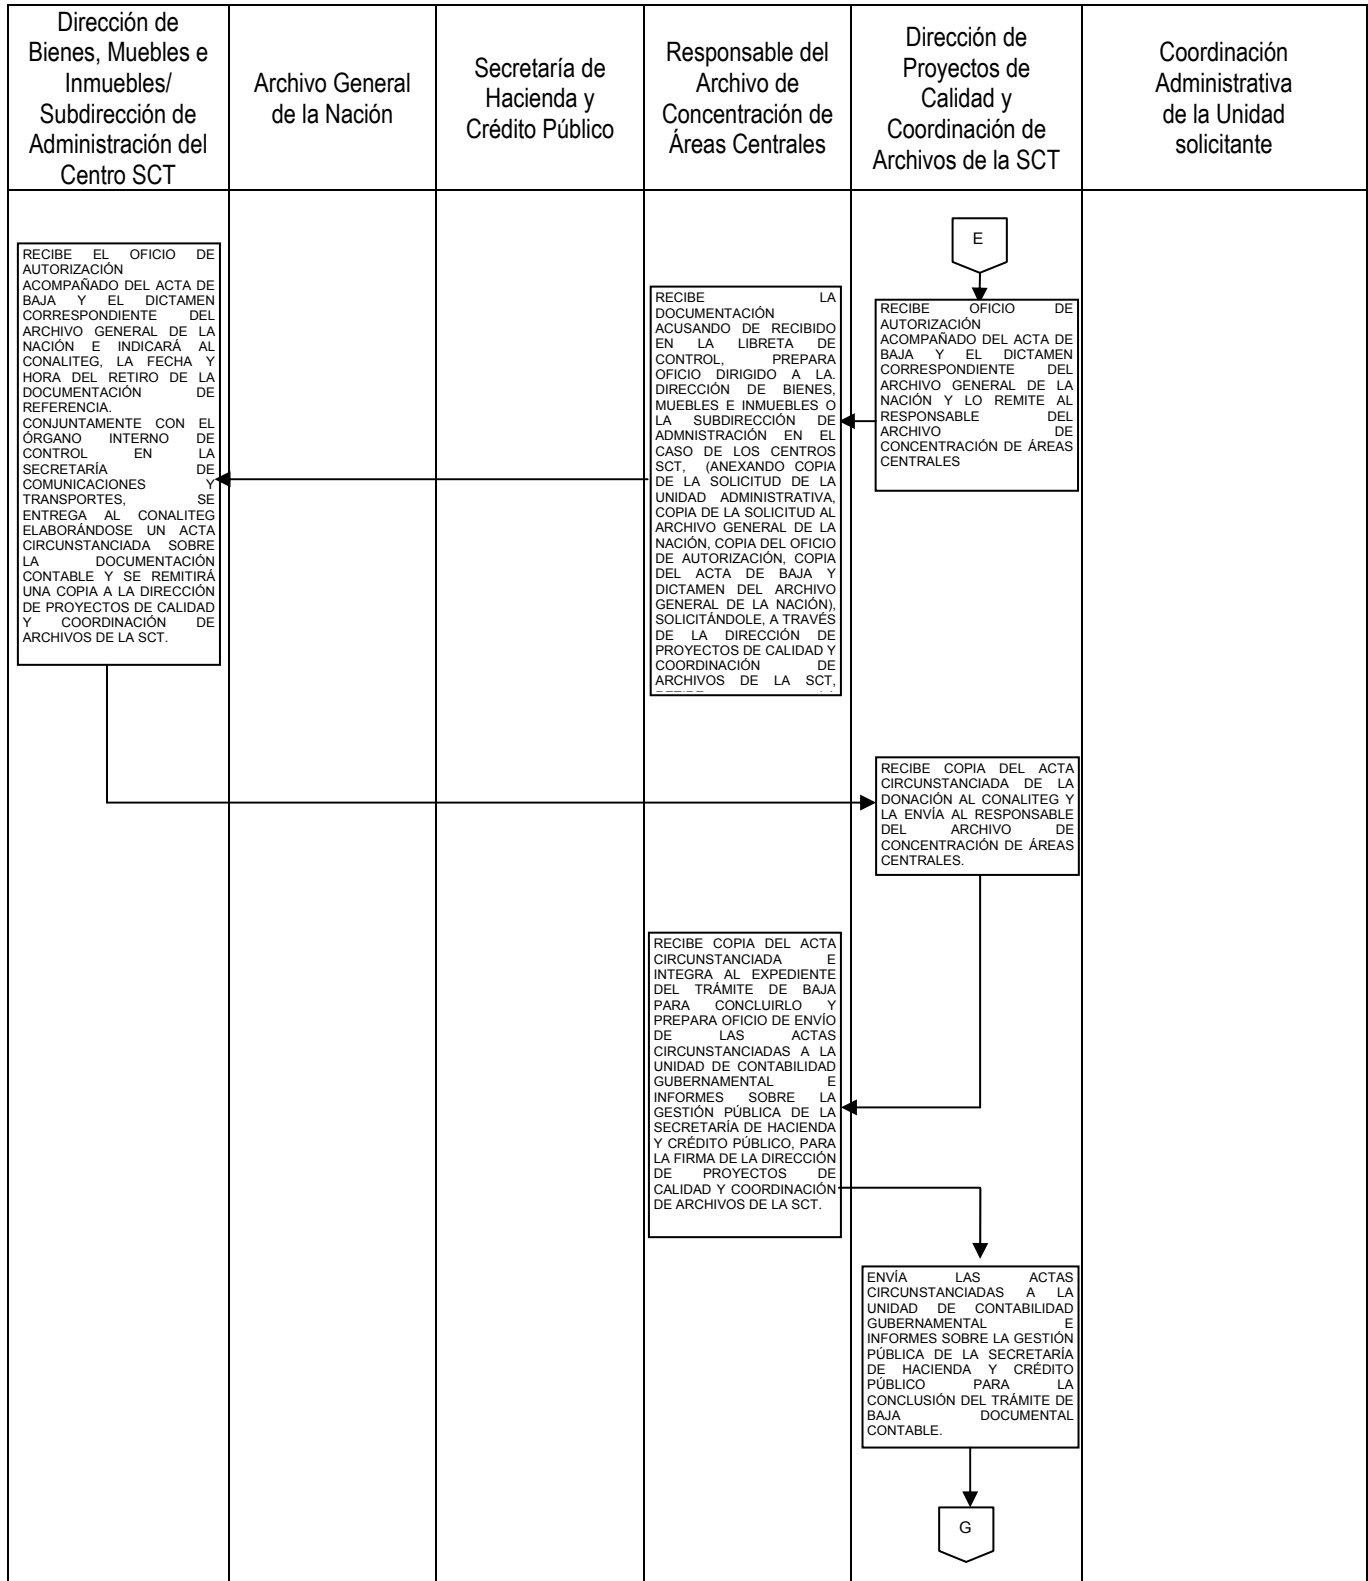 Dirección de
Bienes, Muebles e
Inmuebles/
Subdirección de
Administración del
Centro SCT
Archivo General
de la Nación
Secretaría de
Hacienda y
Crédito Público
Responsable del
Archivo de
Concentración de
Áreas Centrales
Dirección de
Proyectos de
Calidad y
Coordinación de
Archivos de la SCT
Coordinación
Administrativa
de la Unidad
solicitante
E
RECIBE OFICIO DE
AUTORIZACIÓN
ACOMPAÑADO DEL ACTA DE
BAJA Y EL DICTAMEN
CORRESPONDIENTE DEL
ARCHIVO GENERAL DE LA
NACIÓN Y LO REMITE AL
RESPONSABLE DEL
ARCHIVO DE
CONCENTRACIÓN DE ÁREAS
CENTRALES
RECIBE LA
DOCUMENTACIÓN
ACUSANDO DE RECIBIDO
EN LA LIBRETA DE
CONTROL, PREPARA
OFICIO DIRIGIDO A LA.
DIRECCIÓN DE BIENES,
MUEBLES E INMUEBLES O
LA SUBDIRECCIÓN DE
ADMNISTRACIÓN EN EL
CASO DE LOS CENTROS
SCT, (ANEXANDO COPIA
DE LA SOLICITUD DE LA
UNIDAD ADMINISTRATIVA,
COPIA DE LA SOLICITUD AL
ARCHIVO GENERAL DE LA
NACIÓN, COPIA DEL OFICIO
DE AUTORIZACIÓN, COPIA
DEL ACTA DE BAJA Y
DICTAMEN DEL ARCHIVO
GENERAL DE LA NACIÓN),
SOLICITÁNDOLE, A TRAVÉS
DE LA DIRECCIÓN DE
PROYECTOS DE CALIDAD Y
COORDINACIÓN DE
ARCHIVOS DE LA SCT,
RECIBE EL OFICIO DE
AUTORIZACIÓN
ACOMPAÑADO DEL ACTA DE
BAJA Y EL DICTAMEN
CORRESPONDIENTE DEL
ARCHIVO GENERAL DE LA
NACIÓN E INDICARÁ AL
CONALITEG, LA FECHA Y
HORA DEL RETIRO DE LA
DOCUMENTACIÓN DE
REFERENCIA.
CONJUNTAMENTE CON EL
ÓRGANO INTERNO DE
CONTROL EN LA
SECRETARÍA DE
COMUNICACIONES Y
TRANSPORTES, SE
ENTREGA AL CONALITEG
ELABORÁNDOSE UN ACTA
CIRCUNSTANCIADA SOBRE
LA DOCUMENTACIÓN
CONTABLE Y SE REMITIRÁ
UNA COPIA A LA DIRECCIÓN
DE PROYECTOS DE CALIDAD
Y COORDINACIÓN DE
ARCHIVOS DE LA SCT.
RECIBE COPIA DEL ACTA
CIRCUNSTANCIADA DE LA
DONACIÓN AL CONALITEG Y
LA ENVÍA AL RESPONSABLE
DEL ARCHIVO DE
CONCENTRACIÓN DE ÁREAS
CENTRALES.
RECIBE COPIA DEL ACTA
CIRCUNSTANCIADA E
INTEGRA AL EXPEDIENTE
DEL TRÁMITE DE BAJA
PARA CONCLUIRLO Y
PREPARA OFICIO DE ENVÍO
DE LAS ACTAS
CIRCUNSTANCIADAS A LA
UNIDAD DE CONTABILIDAD
GUBERNAMENTAL E
INFORMES SOBRE LA
GESTIÓN PÚBLICA DE LA
SECRETARÍA DE HACIENDA
Y CRÉDITO PÚBLICO, PARA
LA FIRMA DE LA DIRECCIÓN
DE PROYECTOS DE
CALIDAD Y COORDINACIÓN
DE ARCHIVOS DE LA SCT.
ENVÍA LAS ACTAS
CIRCUNSTANCIADAS A LA
UNIDAD DE CONTABILIDAD
GUBERNAMENTAL E
INFORMES SOBRE LA GESTIÓN
PÚBLICA DE LA SECRETARÍA
DE HACIENDA Y CRÉDITO
PÚBLICO PARA LA
CONCLUSIÓN DEL TRÁMITE DE
BAJA DOCUMENTAL
CONTABLE.
G